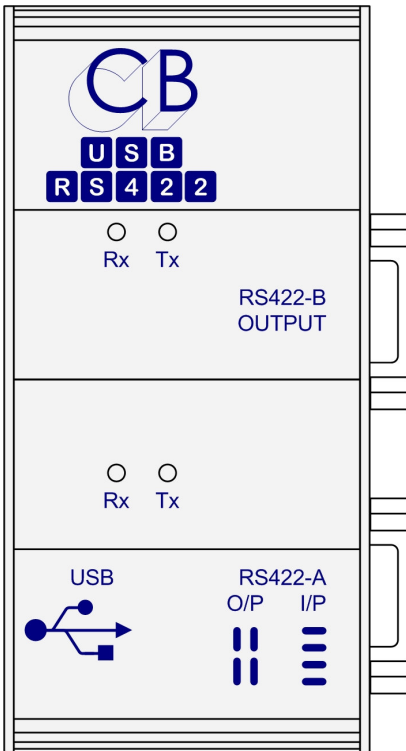 CB
USB
RS422
Rx Tx
RS422-B
OUTPUT
Rx Tx
USB RS422-A
O/P I/P